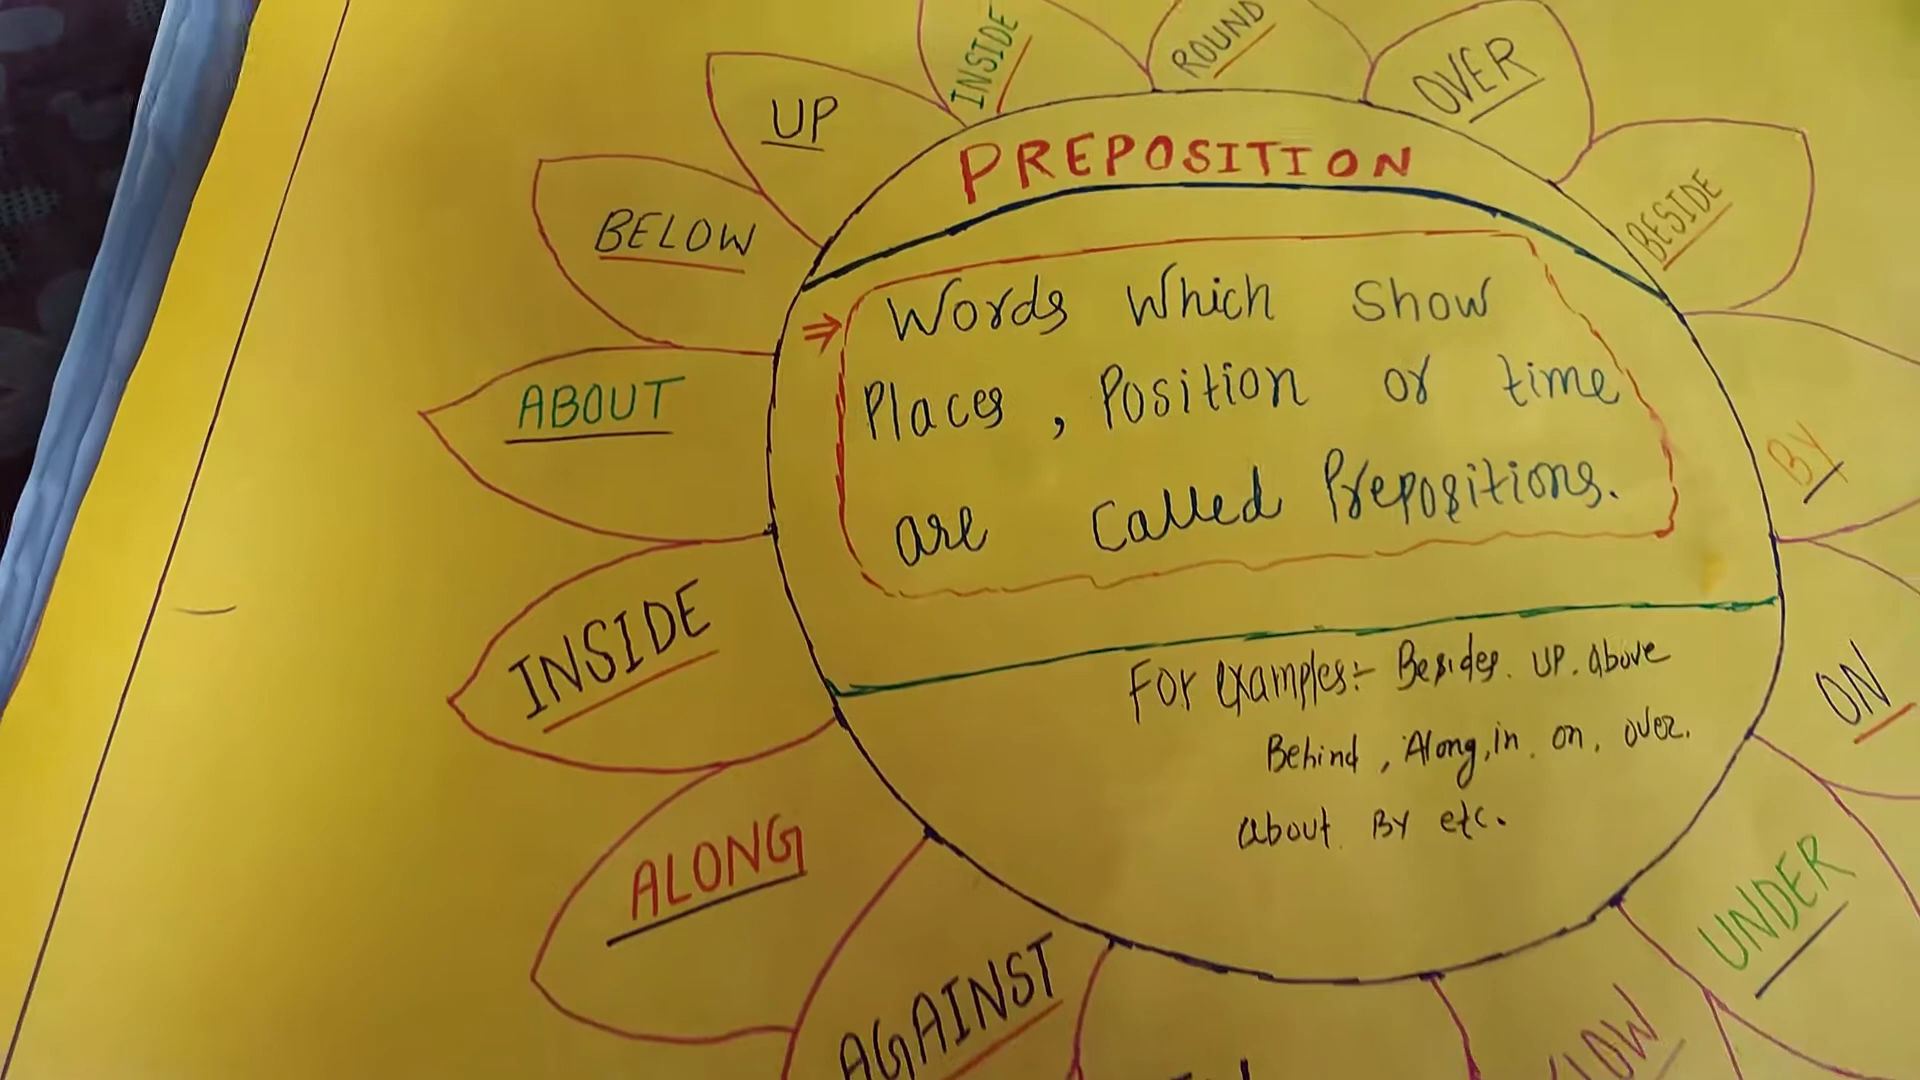 INSIDE
ROUND
OVER
UP
BESIDE
BELOW
PREPOSITION
⇒ Words Which Show
Places, Position or time
are Called Prepositions.
ABOUT
BY
INSIDE
ON
For examples:- Besides. UP. above
Behind, Along, in. on. over.
about. BY etc.
ALONG
UNDER
AGAINST